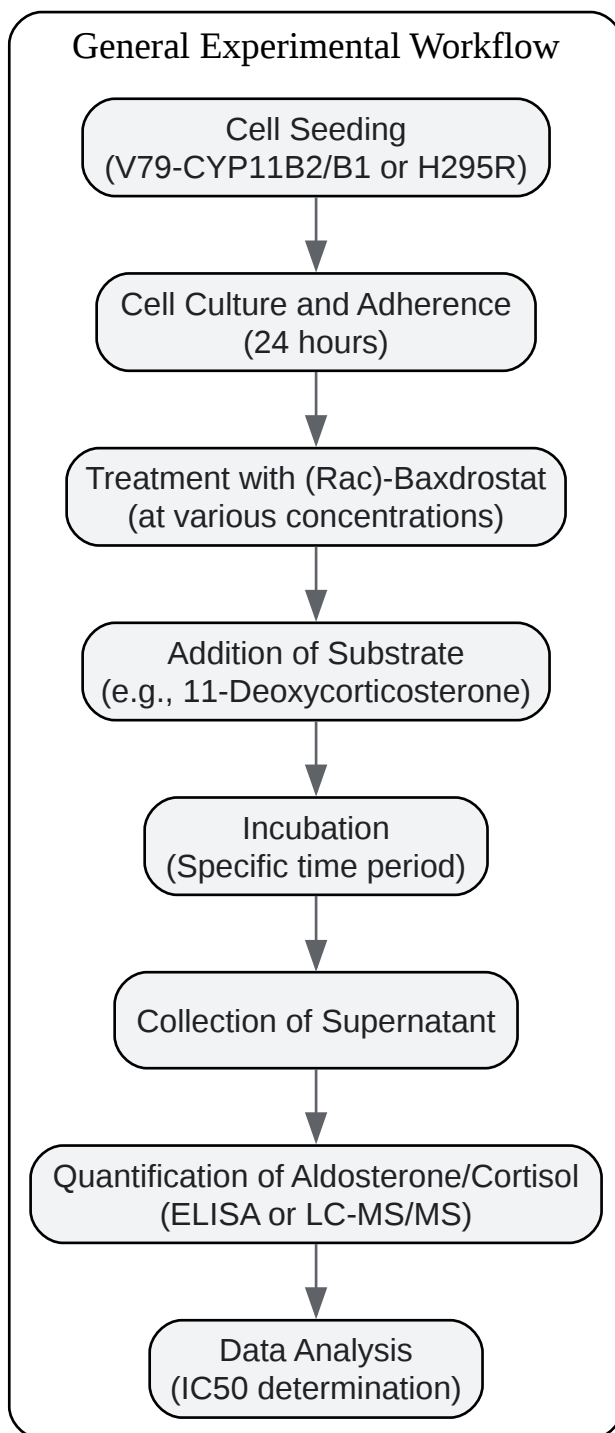 General Experimental Workflow
Cell Seeding
(V79-CYP11B2/B1 or H295R)
Cell Culture and Adherence
(24 hours)
Treatment with (Rac)-Baxdrostat
(at various concentrations)
Addition of Substrate
(e.g., 11-Deoxycorticosterone)
Incubation
(Specific time period)
Collection of Supernatant
Quantification of Aldosterone/Cortisol
(ELISA or LC-MS/MS)
Data Analysis
(IC50 determination)